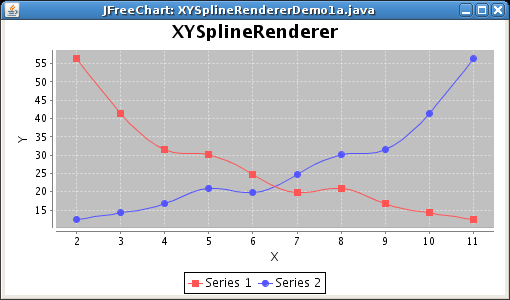 JFreeChart: XYSplineRendererDemo1a.java
XYSplineRenderer
Y
55
50
45
40
35
30
25
20
15
2 3 4 5 6 7 8 9 10 11
X
Series 1 Series 2